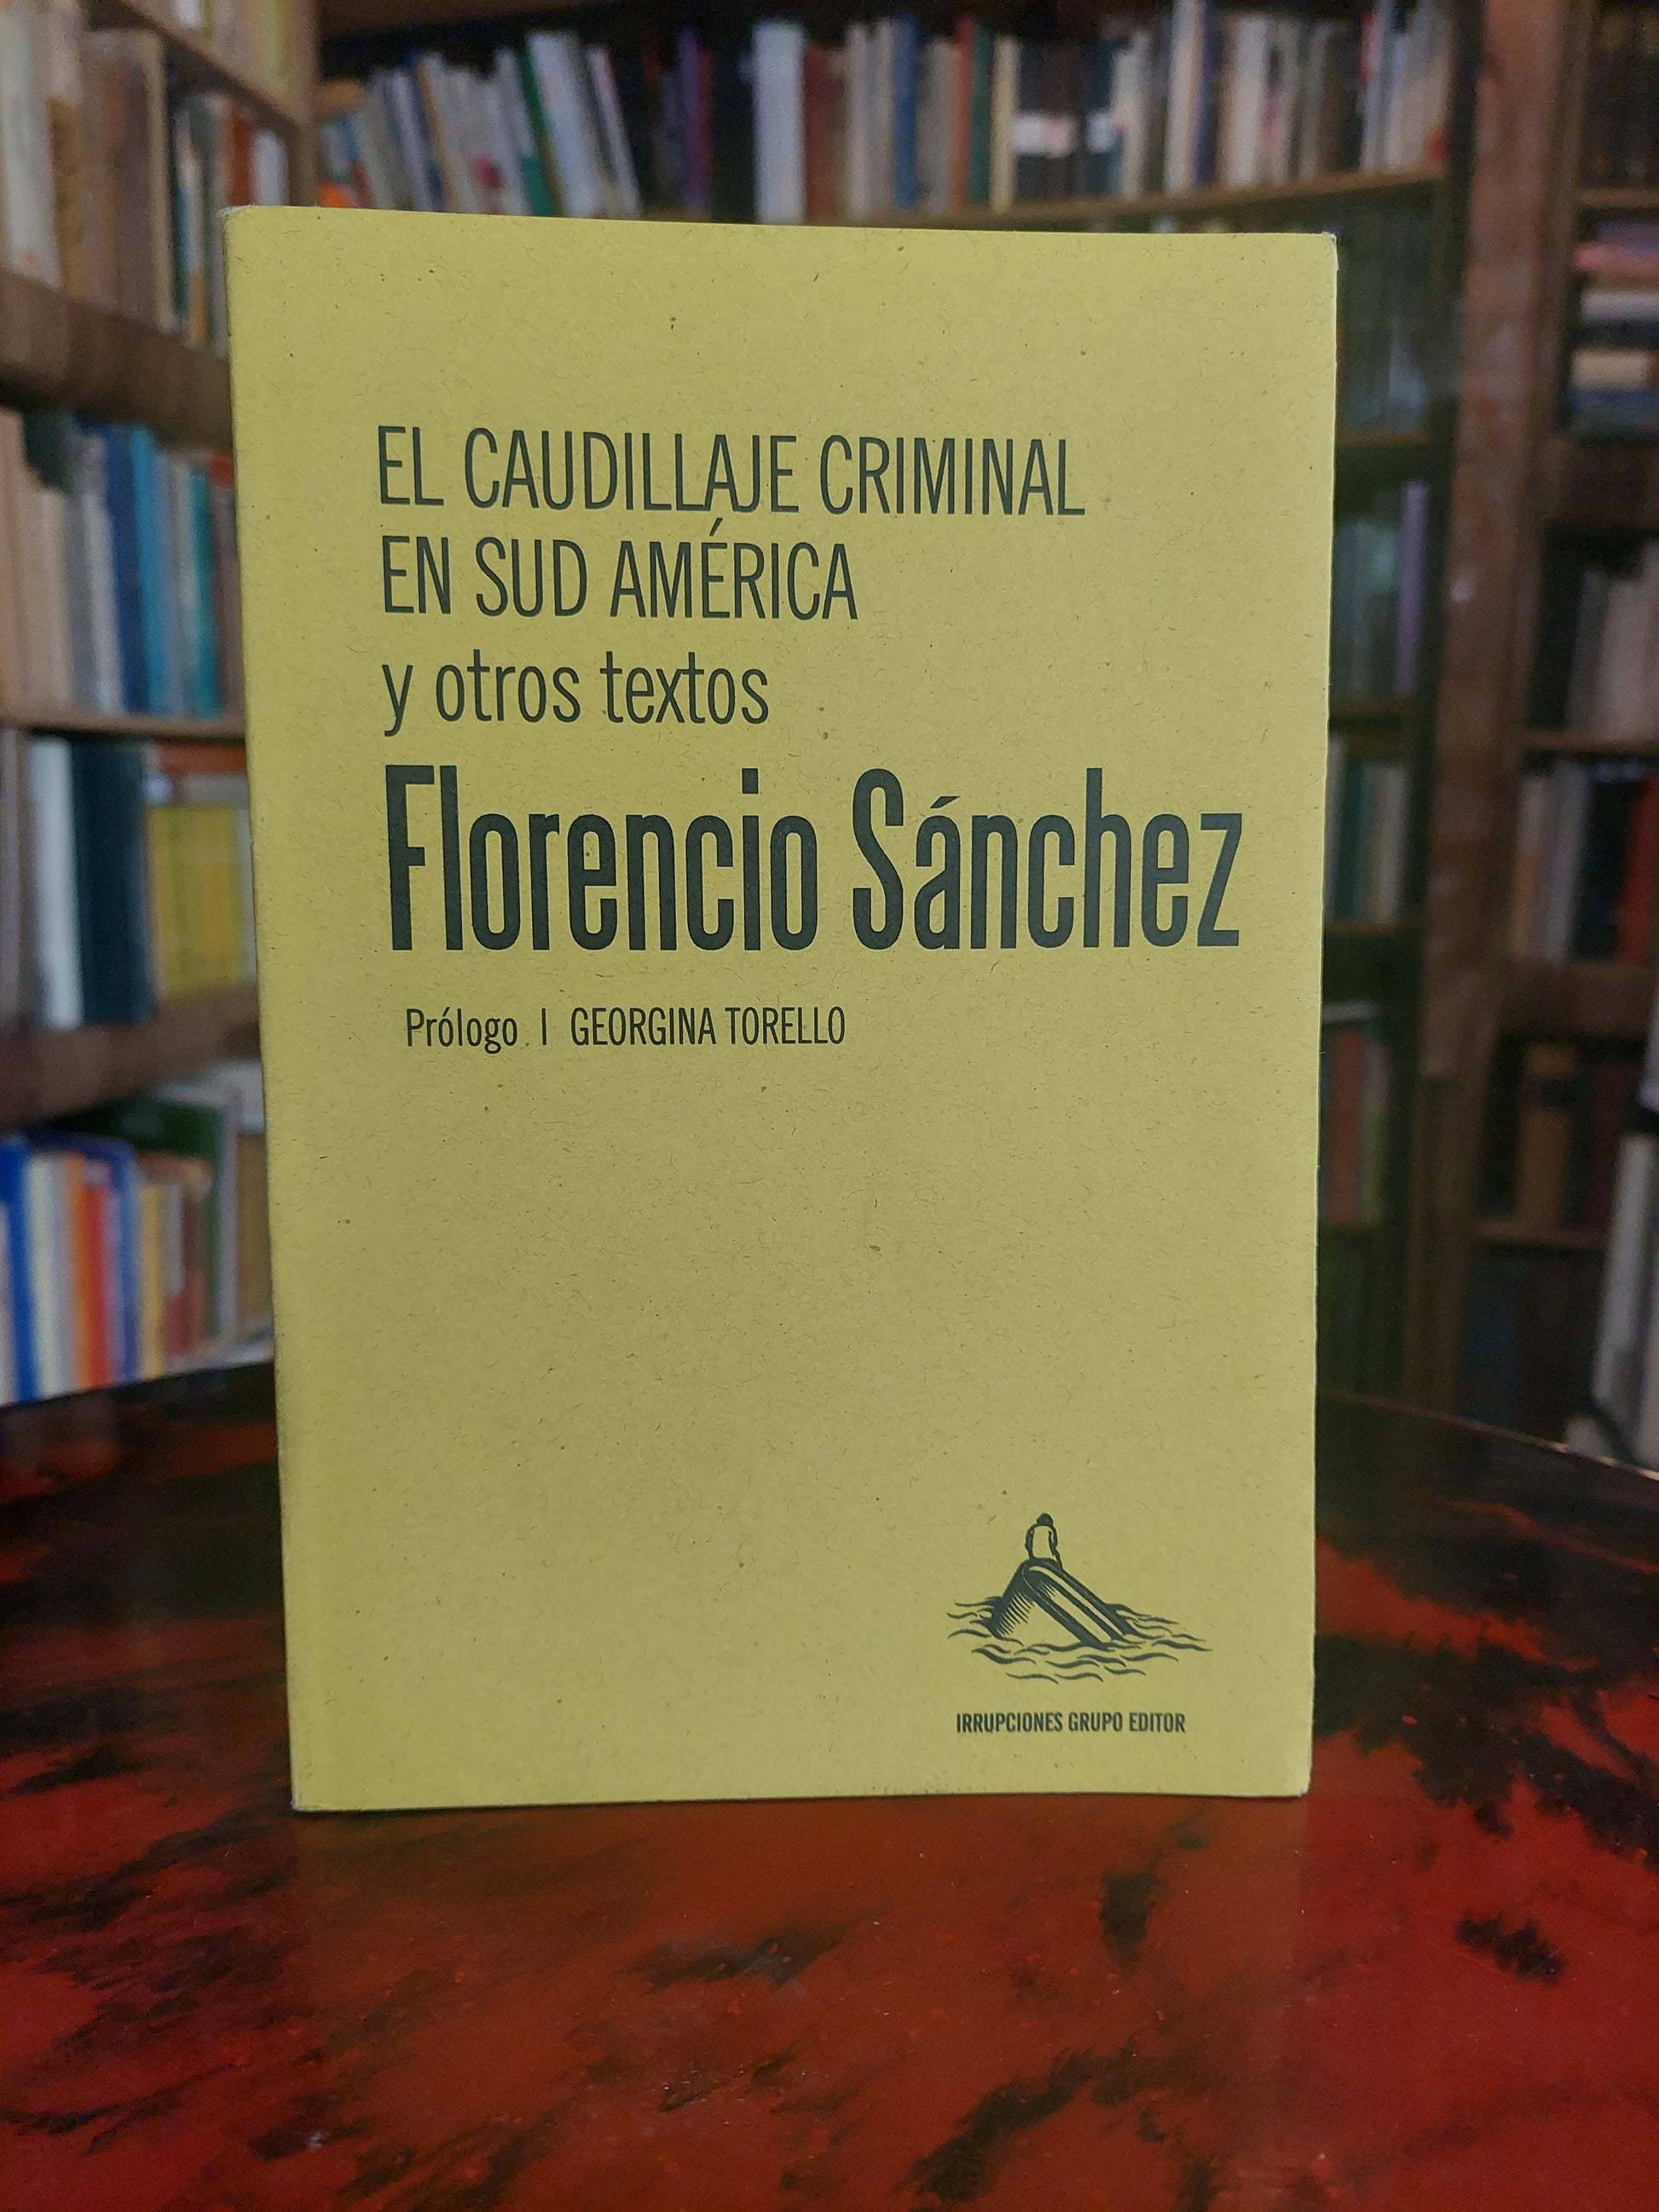 EL CAUDILLAJE CRIMINAL
EN SUD AMÉRICA
y otros textos
Florencio Sánchez
Prólogo | GEORGINA TORELLO
IRRUPCIONES GRUPO EDITOR